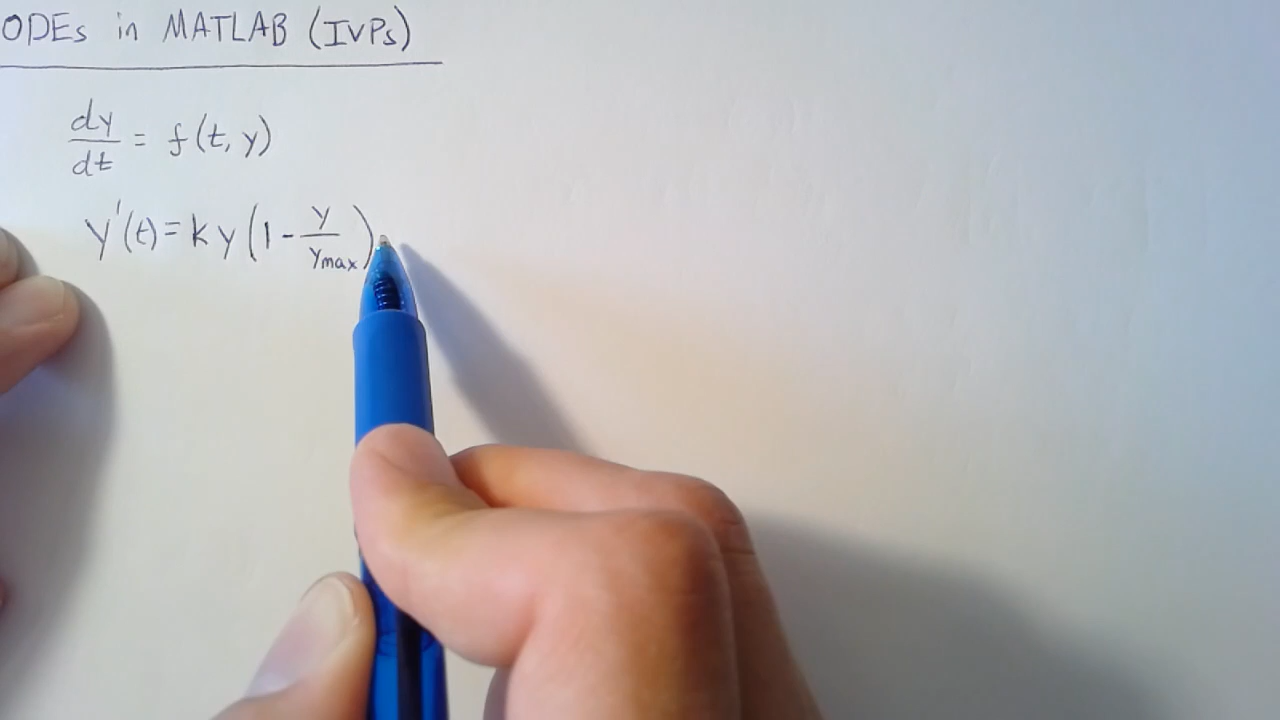 ODEs in MATLAB (IVPs)
dy/dt = f(t, y)
y'(t) = k y (1 - y/ymax)